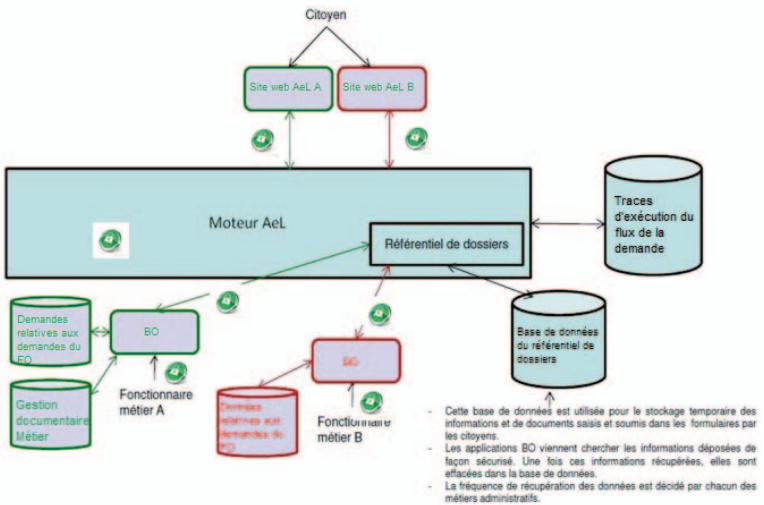 Citoyen
Site web AeL A
Site web AeL B
Moteur AeL
Référentiel de dossiers
Traces
d'exécution du
flux de la
demande
Demandes
relatives aux
demandes du
EO
BO
Gestion
documentaire
Métier
Fonctionnaire
métier A
BO
Données
relatives aux
demandes du
EO
Fonctionnaire
métier B
Base de données
du référentiel de
dossiers
- Cette base de données est utilisée pour le stockage temporaire des
informations et de documents saisis et soumis dans les formulaires par
les citoyens.
- Les applications BO viennent chercher les informations déposées de
façon sécurisé. Une fois ces informations récupérées, elles sont
effacées dans la base de données.
- La fréquence de récupération des données est décidé par chacun des
métiers administratifs.